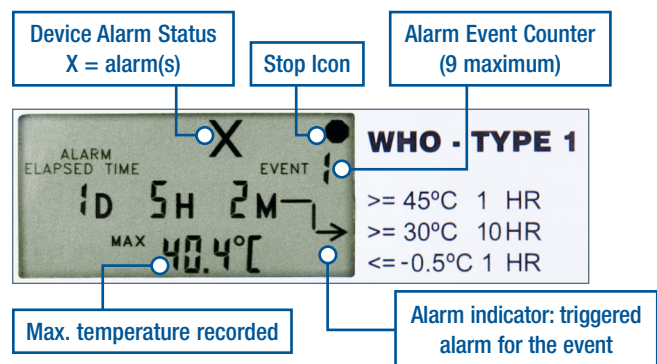 Device Alarm Status
X = alarm(s)
Stop Icon
Alarm Event Counter
(9 maximum)
X
ALARM
ELAPSED TIME
EVENT 1
1D 5H 2M
MAX 40.4°C
WHO - TYPE 1
>= 45ºC 1 HR
>= 30ºC 10HR
<= -0.5ºC 1 HR
Max. temperature recorded
Alarm indicator: triggered
alarm for the event